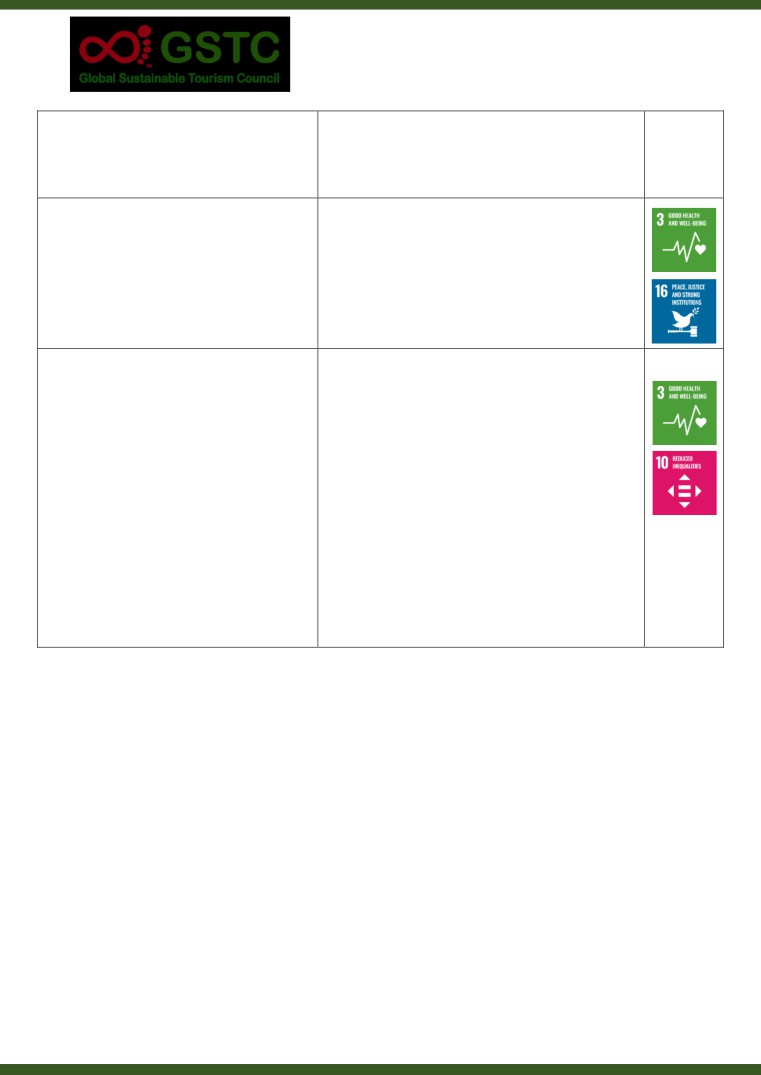 GSTC
Global Sustainable Tourism Council
3 GOOD HEALTH
AND WELL-BEING
16 PEACE, JUSTICE
AND STRONG
INSTITUTIONS
3 GOOD HEALTH
AND WELL-BEING
10 REDUCED
INEQUALITIES